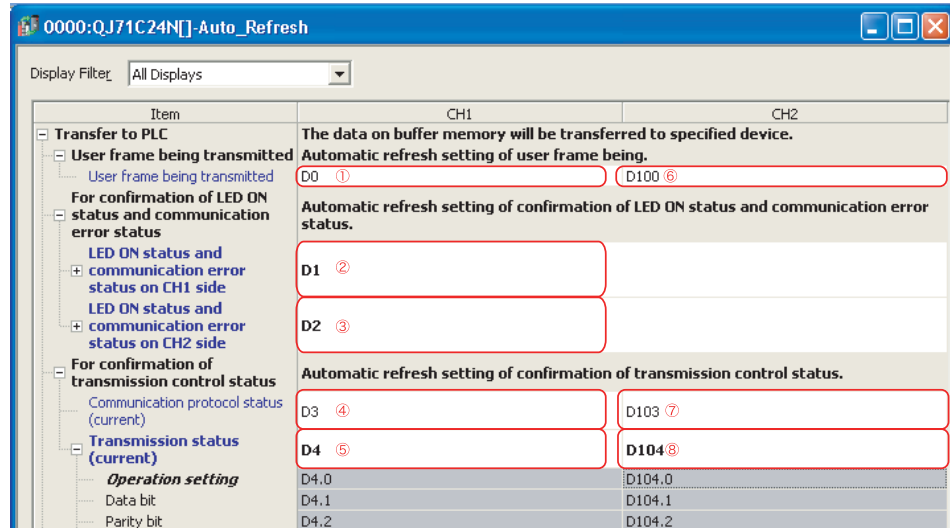 0000:QJ71C24N[]-Auto_Refresh
Display Filter All Displays
Item CH1 CH2
Transfer to PLC The data on buffer memory will be transferred to specified device.
User frame being transmitted Automatic refresh setting of user frame being.
User frame being transmitted D0 ① D100 ⑥
For confirmation of LED ON
status and communication
error status
Automatic refresh setting of confirmation of LED ON status and communication error
status.
LED ON status and
communication error
status on CH1 side
D1 ②
LED ON status and
communication error
status on CH2 side
D2 ③
For confirmation of
transmission control status
Automatic refresh setting of confirmation of transmission control status.
Communication protocol status
(current)
D3 ④ D103 ⑦
Transmission status
(current)
D4 ⑤ D104 ⑧
Operation setting D4.0 D104.0
Data bit D4.1 D104.1
Parity bit D4.2 D104.2